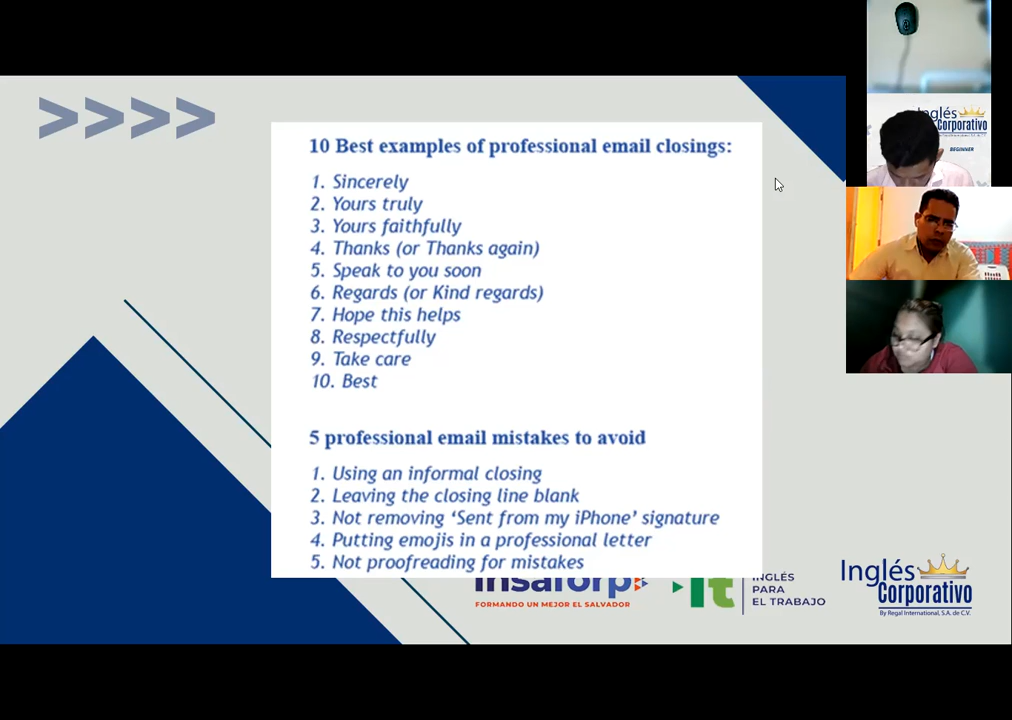 >>>>
10 Best examples of professional email closings:
1. Sincerely
2. Yours truly
3. Yours faithfully
4. Thanks (or Thanks again)
5. Speak to you soon
6. Regards (or Kind regards)
7. Hope this helps
8. Respectfully
9. Take care
10. Best
5 professional email mistakes to avoid
1. Using an informal closing
2. Leaving the closing line blank
3. Not removing ‘Sent from my iPhone’ signature
4. Putting emojis in a professional letter
5. Not proofreading for mistakes
insaforp
FORMANDO UN MEJOR EL SALVADOR
INGLÉS
PARA
EL TRABAJO
Inglés
Corporativo
By Regal International, S.A. de C.V.
Inglés
Corporativo
BEGINNER